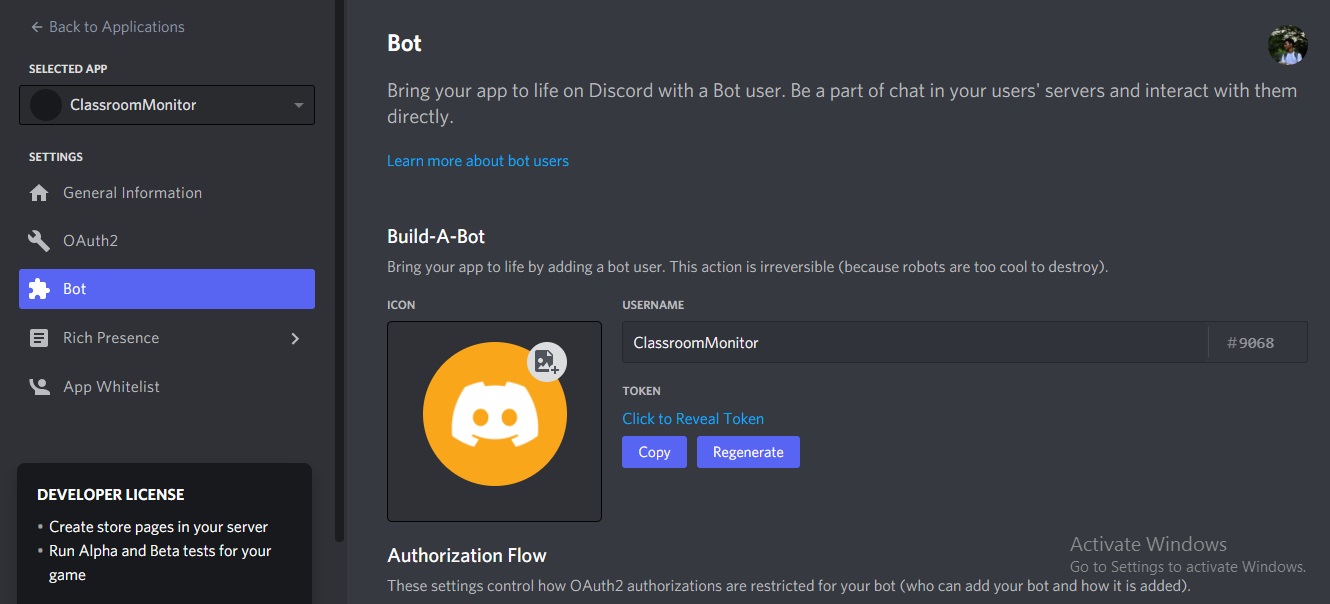 ← Back to Applications
SELECTED APP
ClassroomMonitor
SETTINGS
General Information
OAuth2
Bot
Rich Presence
App Whitelist
DEVELOPER LICENSE
• Create store pages in your server
• Run Alpha and Beta tests for your
game
Bot
Bring your app to life on Discord with a Bot user. Be a part of chat in your users' servers and interact with them
directly.
Learn more about bot users
Build-A-Bot
Bring your app to life by adding a bot user. This action is irreversible (because robots are too cool to destroy).
ICON
USERNAME
ClassroomMonitor #9068
TOKEN
Click to Reveal Token
Copy Regenerate
Authorization Flow
These settings control how OAuth2 authorizations are restricted for your bot (who can add your bot and how it is added).
Activate Windows
Go to Settings to activate Windows.